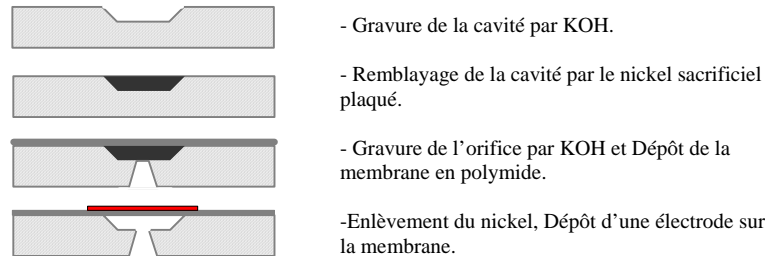 - Gravure de la cavité par KOH.
- Remblayage de la cavité par le nickel sacrificiel
plaqué.
- Gravure de l’orifice par KOH et Dépôt de la
membrane en polymide.
-Enlèvement du nickel, Dépôt d’une électrode sur
la membrane.